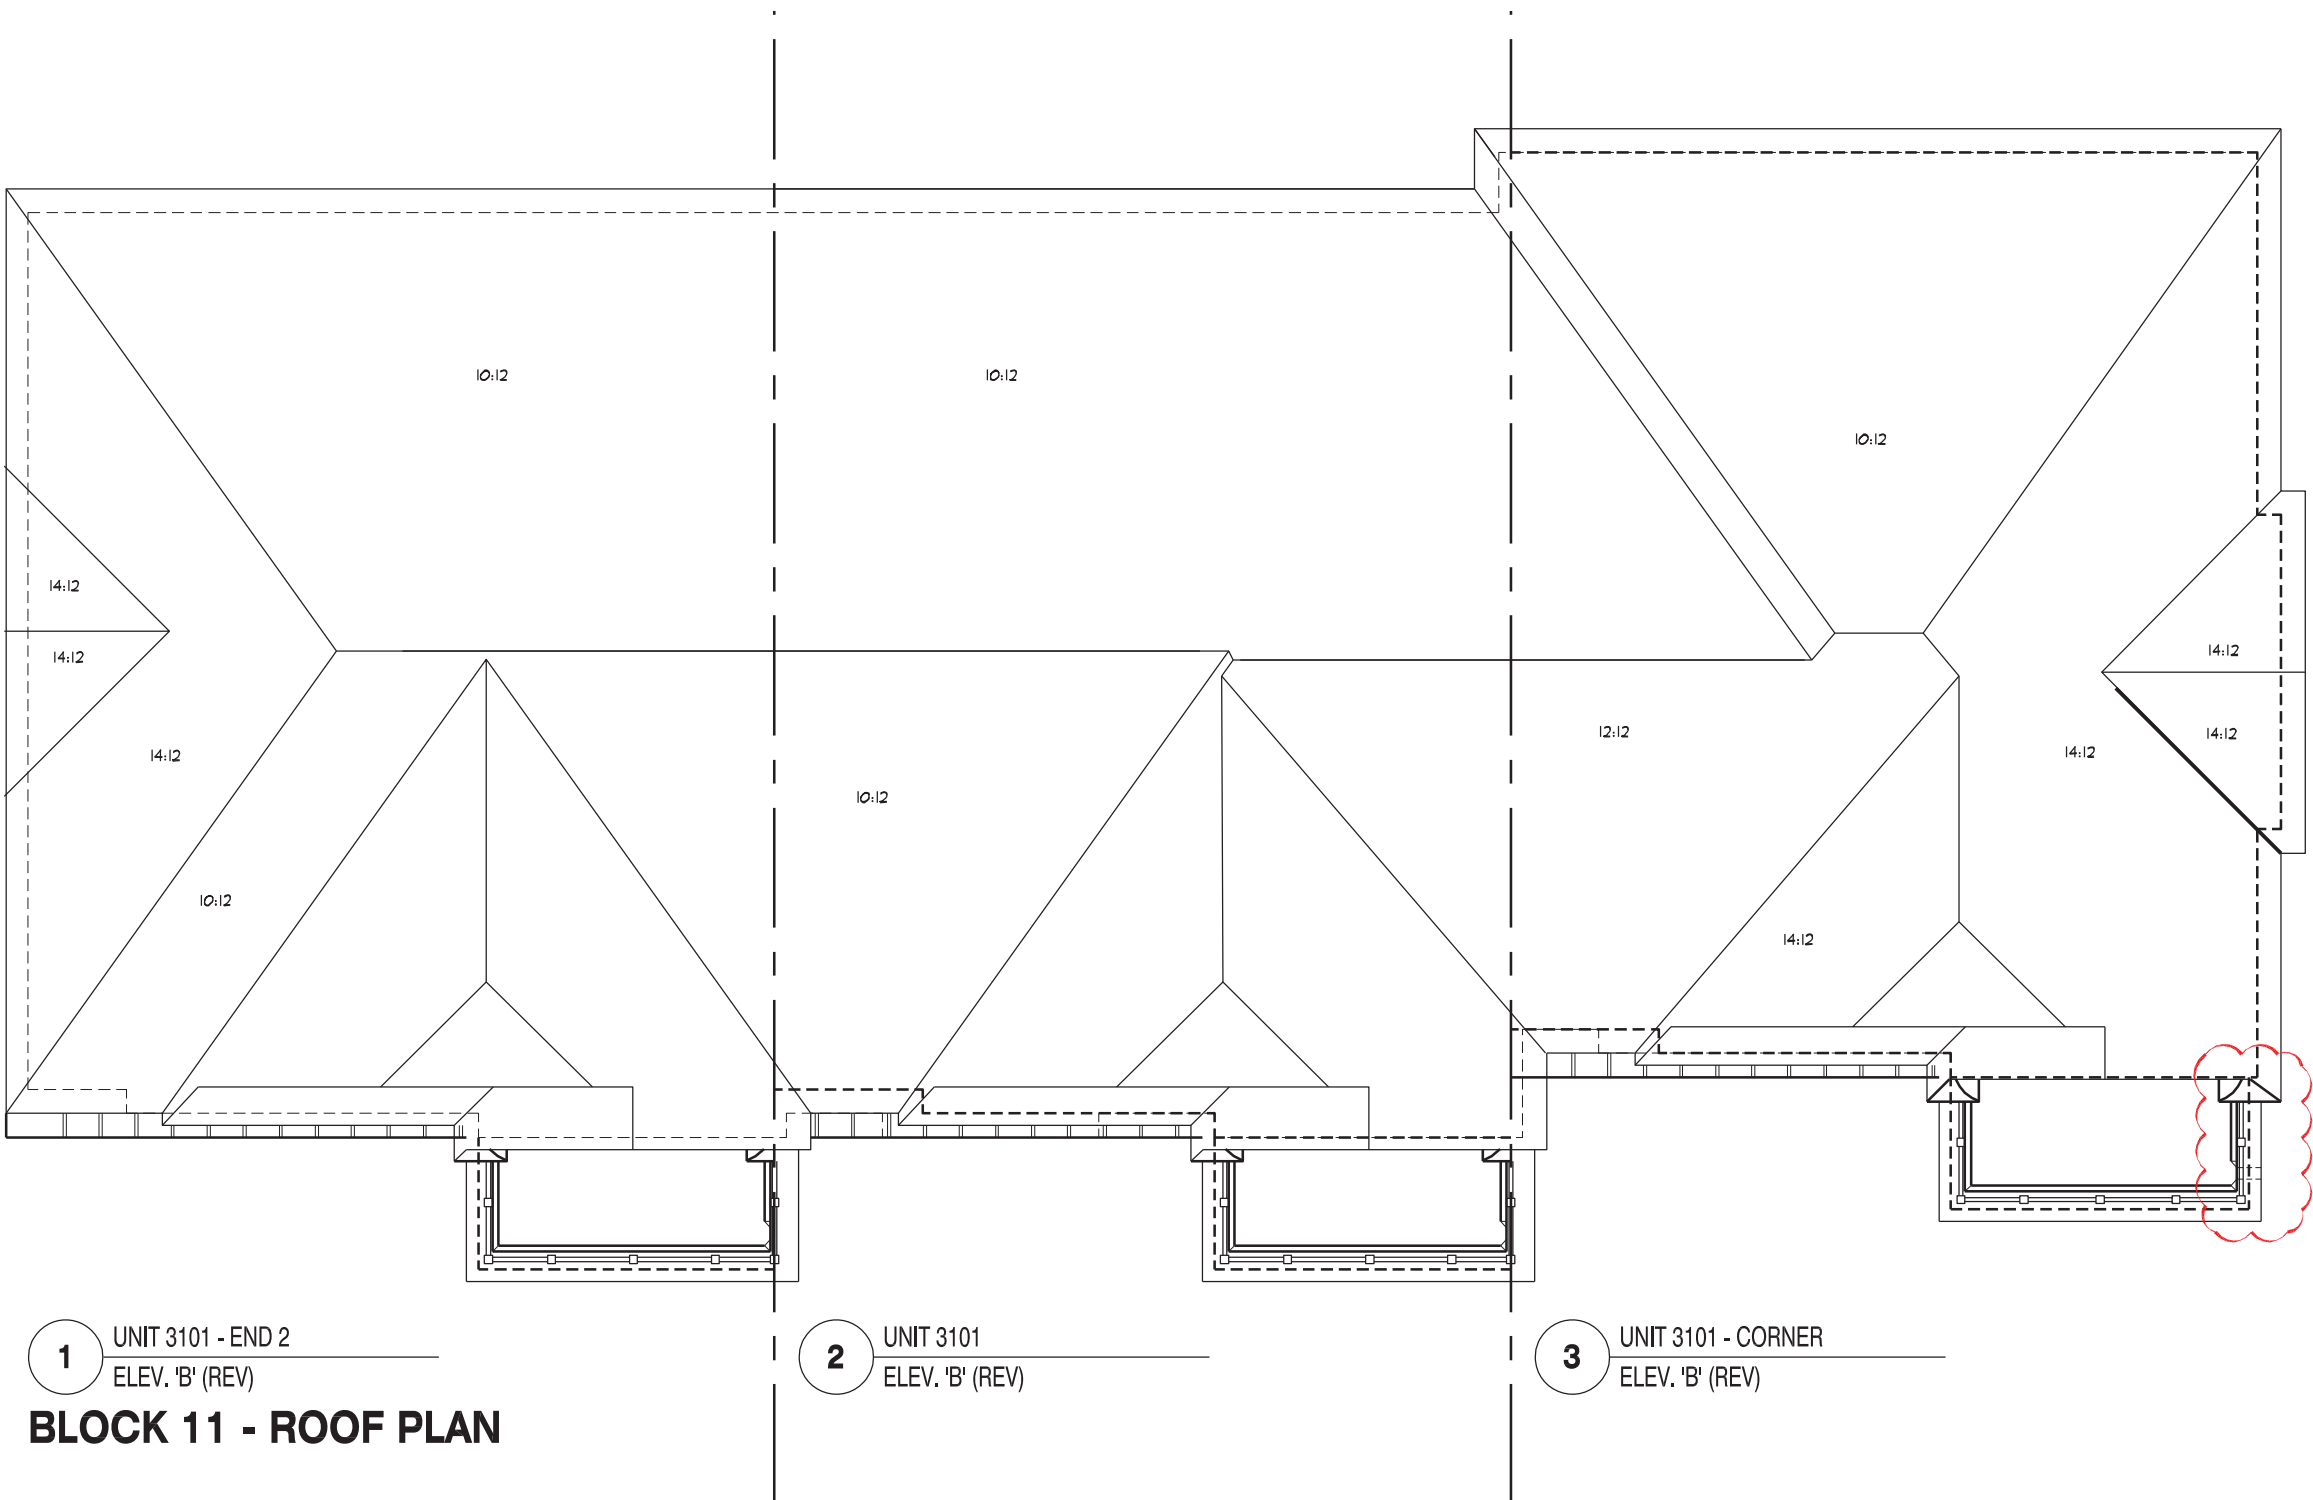 10:12
10:12
10:12
14:12
14:12
14:12
14:12
12:12
14:12
14:12
10:12
10:12
14:12
1
UNIT 3101 - END 2
ELEV. 'B' (REV)
2
UNIT 3101
ELEV. 'B' (REV)
3
UNIT 3101 - CORNER
ELEV. 'B' (REV)
BLOCK 11 - ROOF PLAN